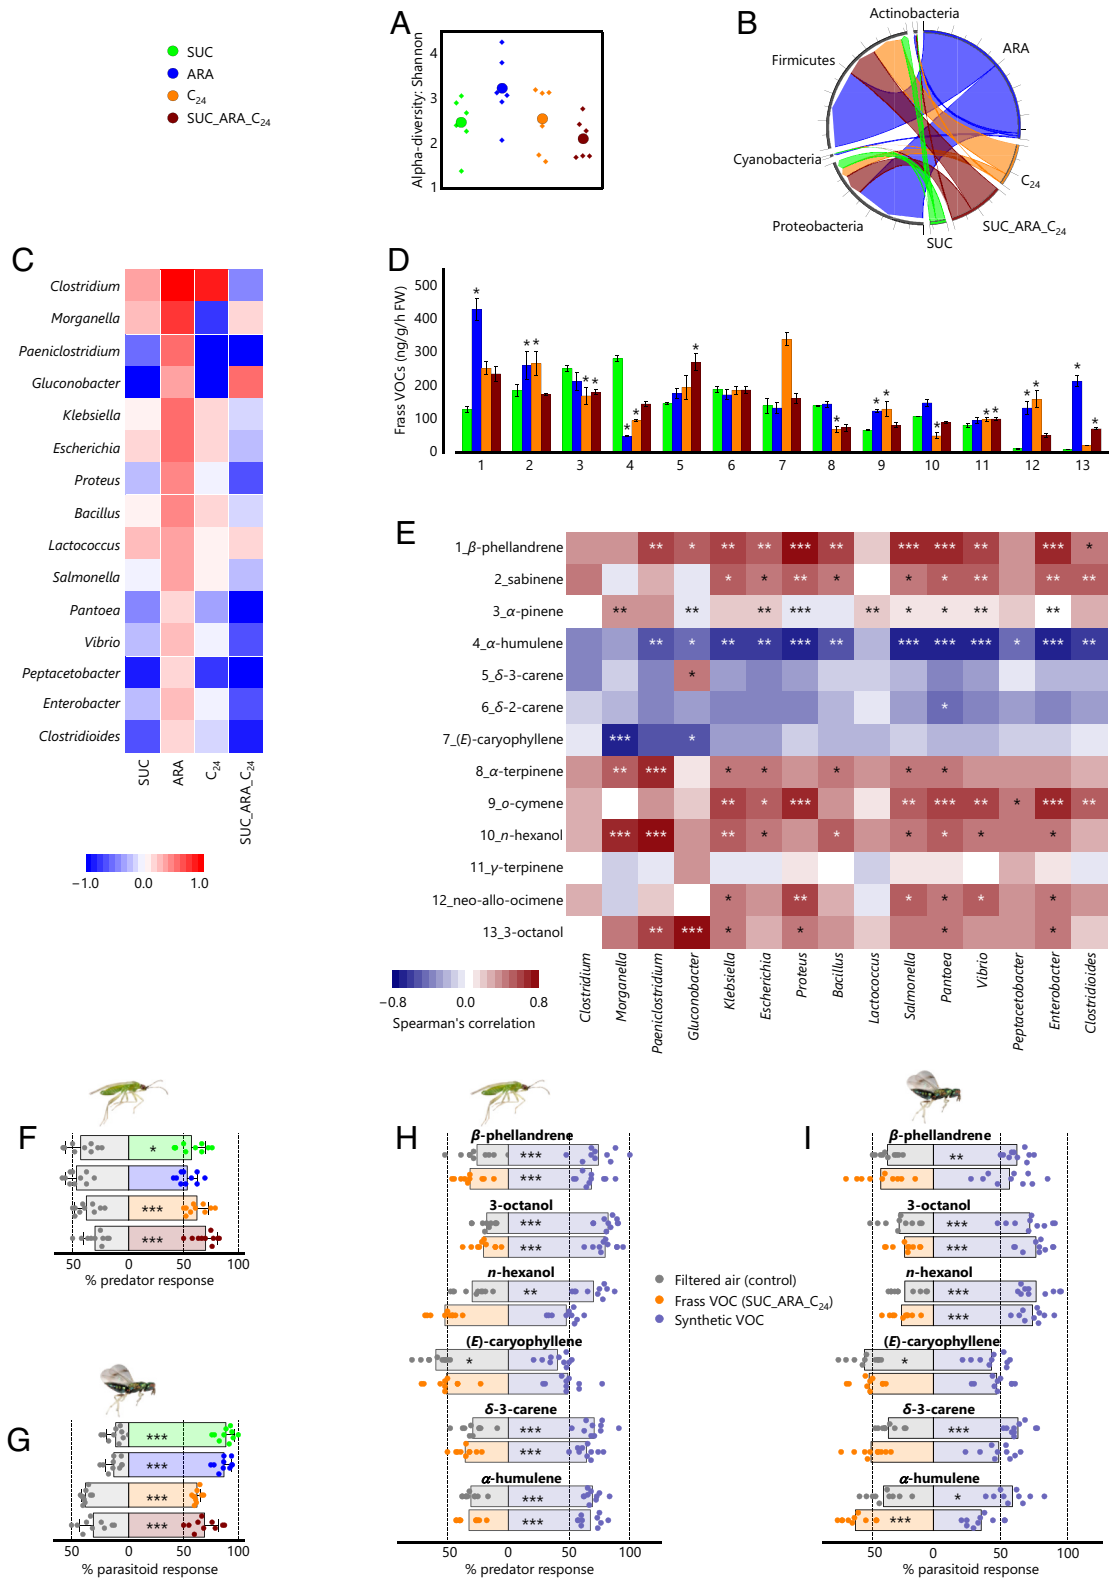 SUC
ARA
C24
SUC_ARA_C24
A
Alpha-diversity: Shannon
4
3
2
1
B
Actinobacteria
ARA
Firmicutes
Cyanobacteria
C24
Proteobacteria
SUC_ARA_C24
SUC
C
Clostridium
Morganella
Paeniclostridium
Gluconobacter
Klebsiella
Escherichia
Proteus
Bacillus
Lactococcus
Salmonella
Pantoea
Vibrio
Peptacetobacter
Enterobacter
Clostridioides
SUC
ARA
C24
SUC_ARA_C24
−1.0 0.0 1.0
D
Frass VOCs (ng/g/h FW)
500
400
300
200
100
0
* * * * * * * * * * * * * * * * * * *
1 2 3 4 5 6 7 8 9 10 11 12 13
E
1_β-phellandrene ** * ** ** *** ** *** *** ** *** *
2_sabinene * * ** * * * ** ** **
3_α-pinene ** ** ** *** ** * * ** **
4_α-humulene ** * ** ** *** ** *** *** *** * *** **
5_δ-3-carene *
6_δ-2-carene *
7_(E)-caryophyllene *** *
8_α-terpinene ** *** * * * * *
9_o-cymene ** * *** ** *** ** * *** **
10_n-hexanol *** *** ** * * * * * *
11_γ-terpinene
12_neo-allo-ocimene * ** * * * *
13_3-octanol ** *** * * * *
Clostridium
Morganella
Paeniclostridium
Gluconobacter
Klebsiella
Escherichia
Proteus
Bacillus
Lactococcus
Salmonella
Pantoea
Vibrio
Peptacetobacter
Enterobacter
Clostridioides
−0.8 0.0 0.8
Spearman's correlation
F
*
***
***
50 0 50 100
% predator response
G
***
***
***
***
50 0 50 100
% parasitoid response
H
β-phellandrene
***
***
3-octanol
***
***
n-hexanol
**
(E)-caryophyllene
*
δ-3-carene
***
***
α-humulene
***
***
50 0 50 100
% predator response
Filtered air (control)
Frass VOC (SUC_ARA_C24)
Synthetic VOC
I
β-phellandrene
**
3-octanol
***
***
n-hexanol
***
***
(E)-caryophyllene
*
δ-3-carene
***
α-humulene
*
***
50 0 50 100
% parasitoid response